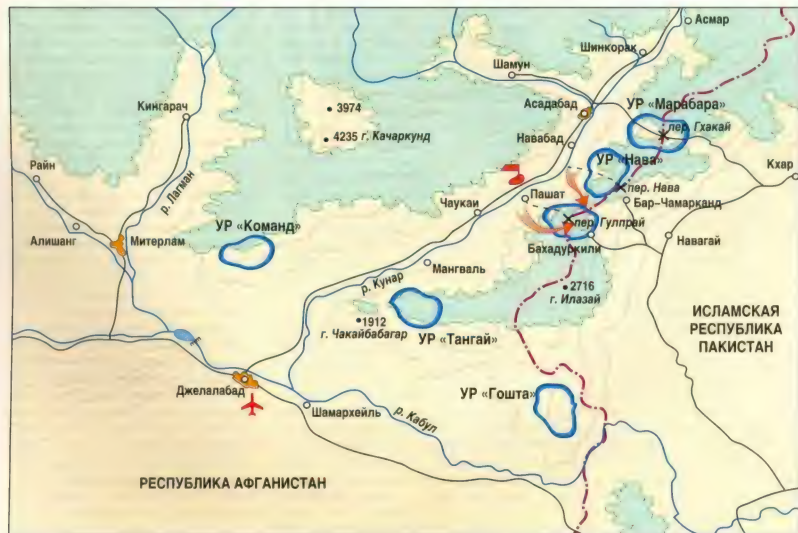 Асмар
Шинкорак
Шамун
Асадабад
УР «Марабара»
Кингарач
3974
4235 г. Качаркунд
пер. Гхакай
Навабад
УР «Нава»
Райн
р. Лагман
Кхар
Пашат
пер. Нава
Бар-Чамарканд
Чаукаи
УР «Команд»
пер. Гулпрай
Алишанг
Митерлам
Навагай
Бахадуркили
Мангваль
р. Кунар
2716
г. Илазай
ИСЛАМСКАЯ
РЕСПУБЛИКА
ПАКИСТАН
1912
г. Чакайбабагар
УР «Тангай»
Джелалабад
УР «Гошта»
Шамархейль
р. Кабул
РЕСПУБЛИКА АФГАНИСТАН